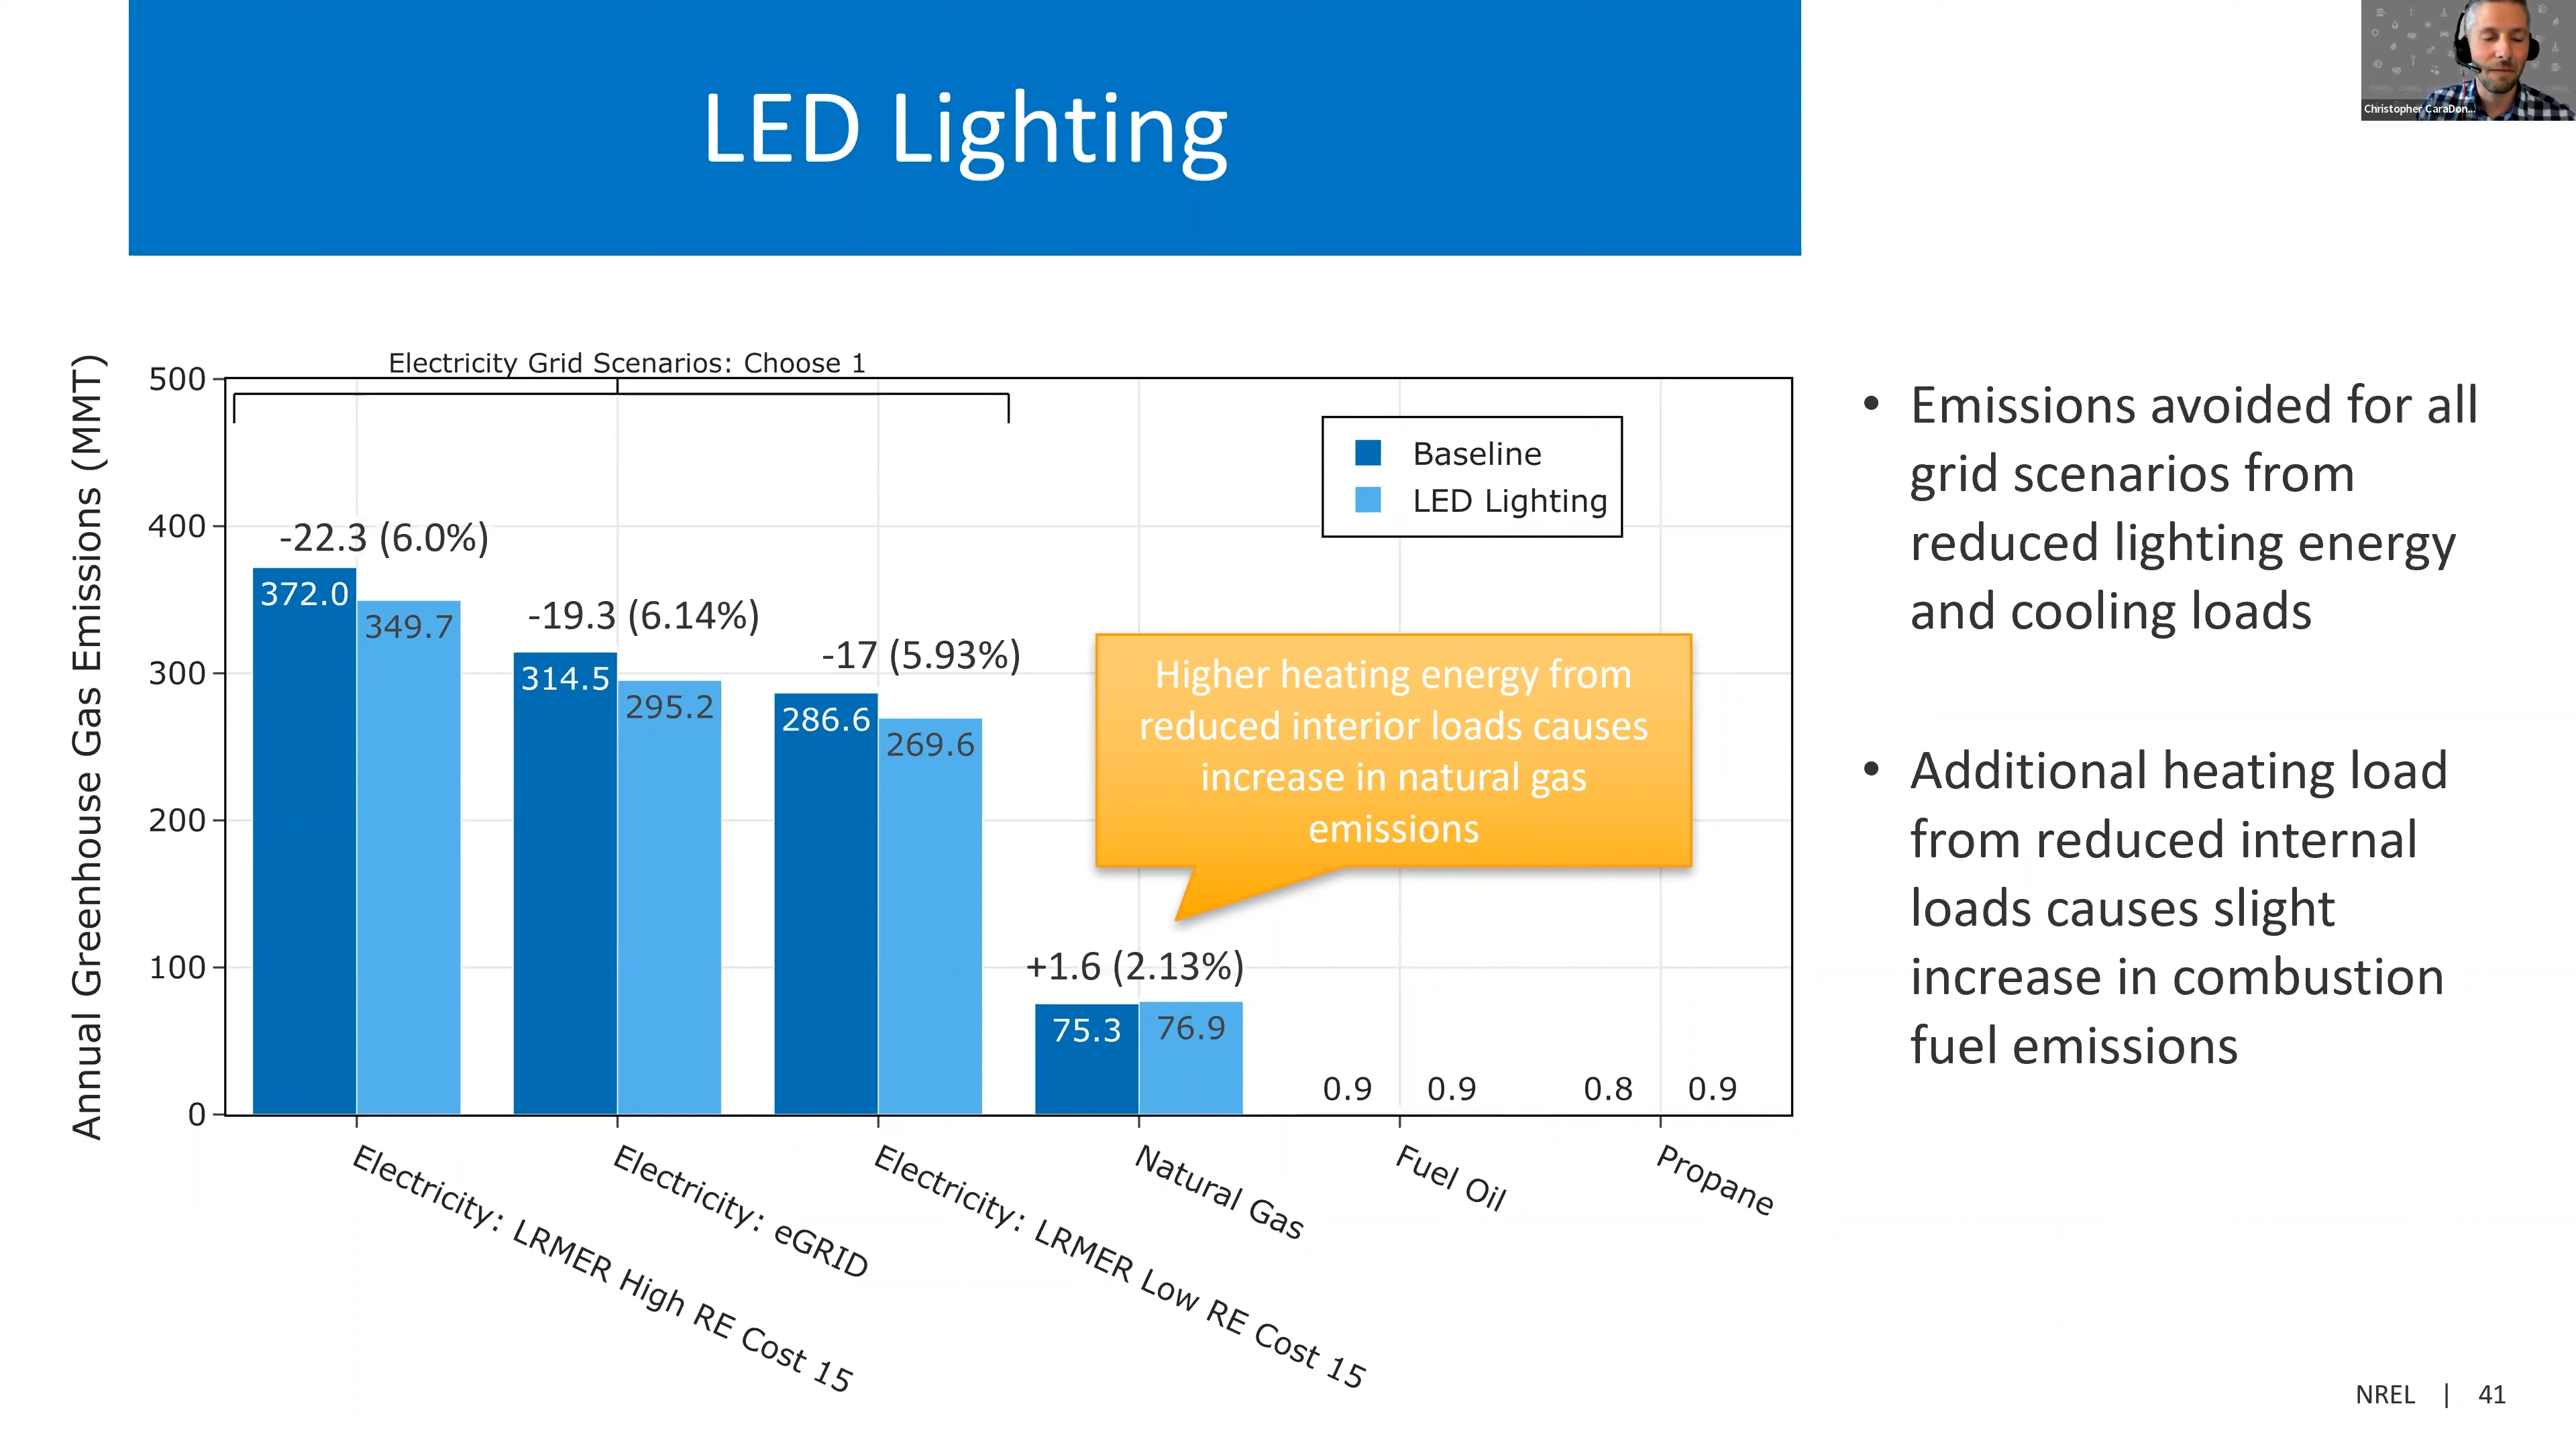 LED Lighting
Christopher CaraDon...
Electricity Grid Scenarios: Choose 1
Annual Greenhouse Gas Emissions (MMT)
500
400
300
200
100
0
Baseline
LED Lighting
-22.3 (6.0%)
372.0
349.7
-19.3 (6.14%)
314.5
295.2
-17 (5.93%)
286.6
269.6
Higher heating energy from
reduced interior loads causes
increase in natural gas
emissions
+1.6 (2.13%)
75.3
76.9
0.9
0.9
0.8
0.9
Electricity: LRMER High RE Cost 15
Electricity: eGRID
Electricity: LRMER Low RE Cost 15
Natural Gas
Fuel Oil
Propane
• Emissions avoided for all
grid scenarios from
reduced lighting energy
and cooling loads
• Additional heating load
from reduced internal
loads causes slight
increase in combustion
fuel emissions
NREL | 41